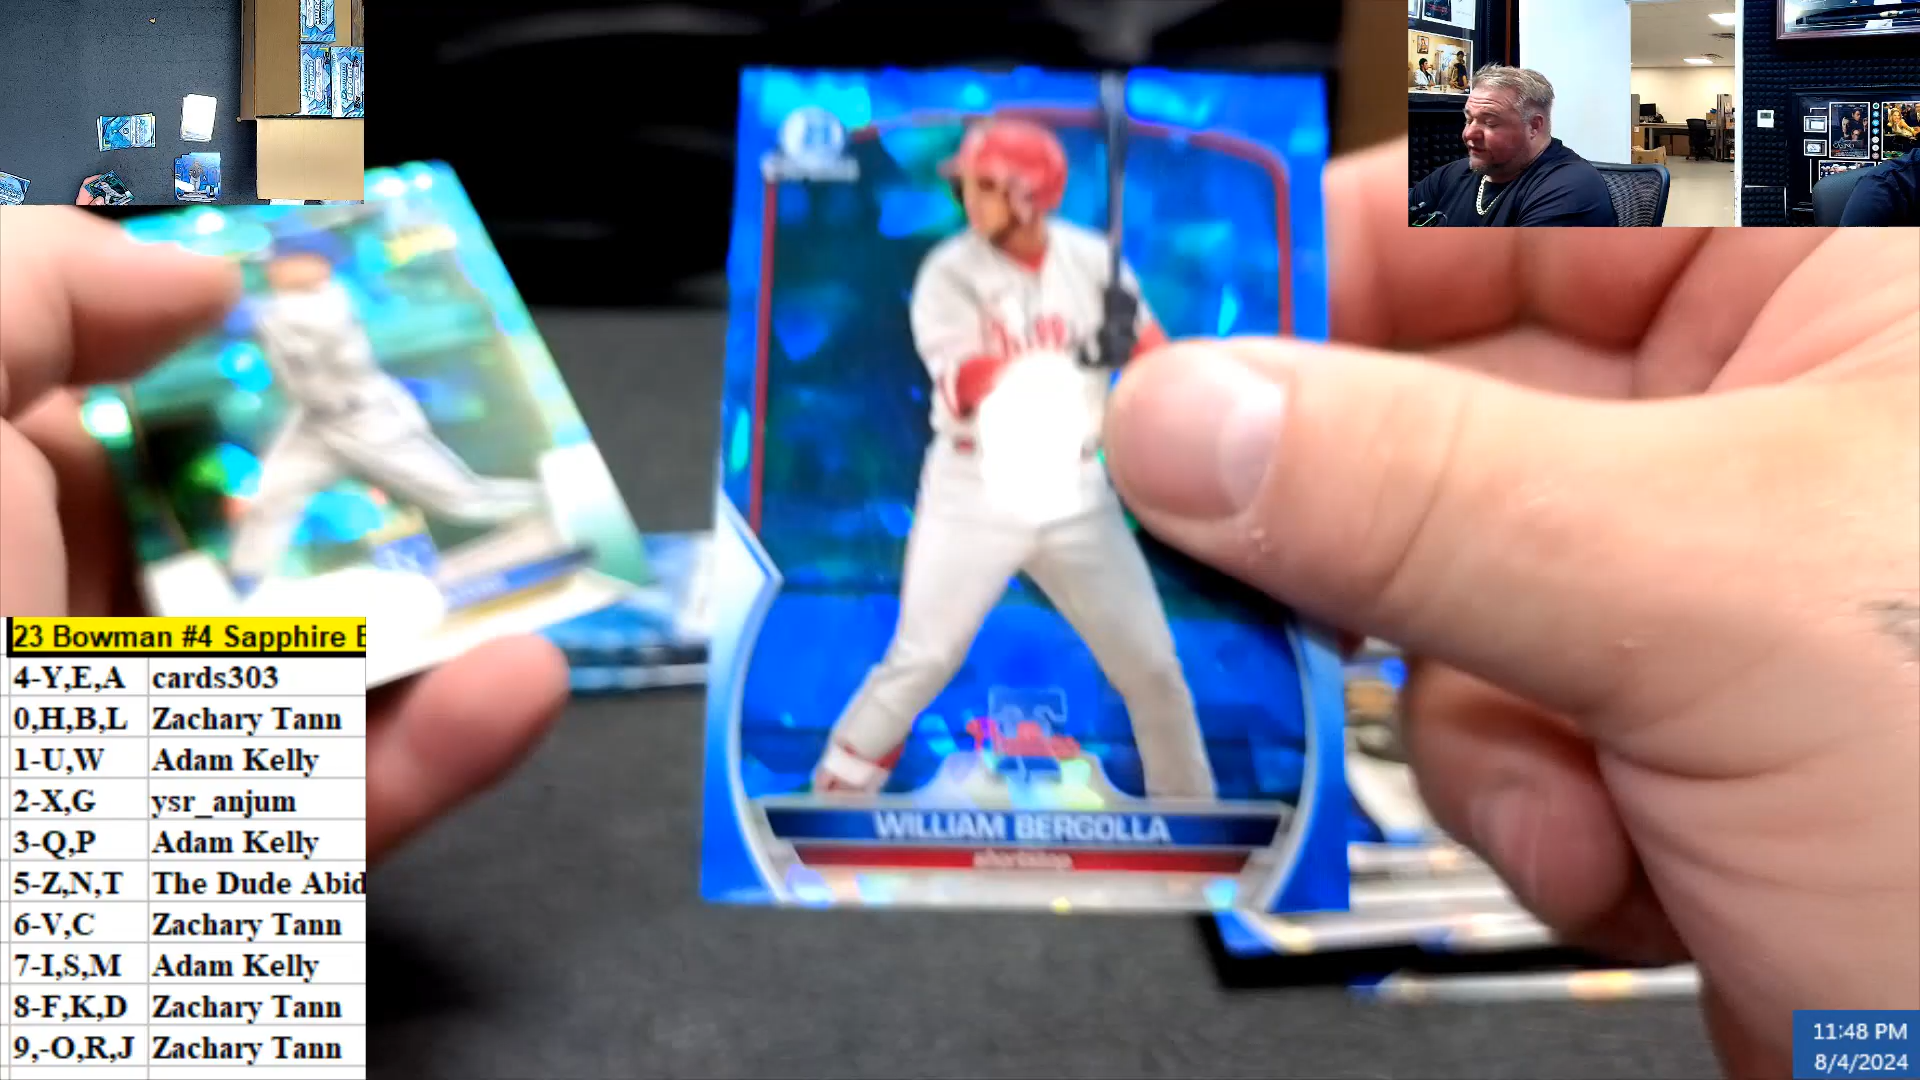 WILLIAM BERGOLLA
shortstop
Phillies
23 Bowman #4 Sapphire
4-Y,E,A cards303
0,H,B,L Zachary Tann
1-U,W Adam Kelly
2-X,G ysr_anjum
3-Q,P Adam Kelly
5-Z,N,T The Dude Abid
6-V,C Zachary Tann
7-I,S,M Adam Kelly
8-F,K,D Zachary Tann
9,-O,R,J Zachary Tann
11:48 PM
8/4/2024